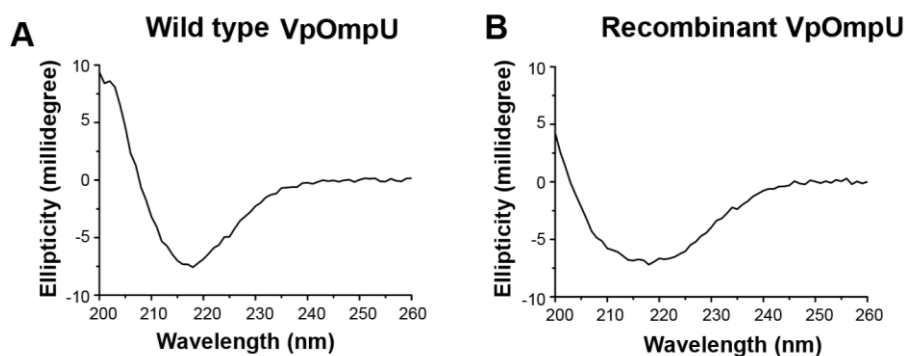 A
Wild type VpOmpU
Ellipticity (millidegree)
10
5
0
-5
-10
200 210 220 230 240 250 260
Wavelength (nm)
B
Recombinant VpOmpU
Ellipticity (millidegree)
10
5
0
-5
-10
200 210 220 230 240 250 260
Wavelength (nm)